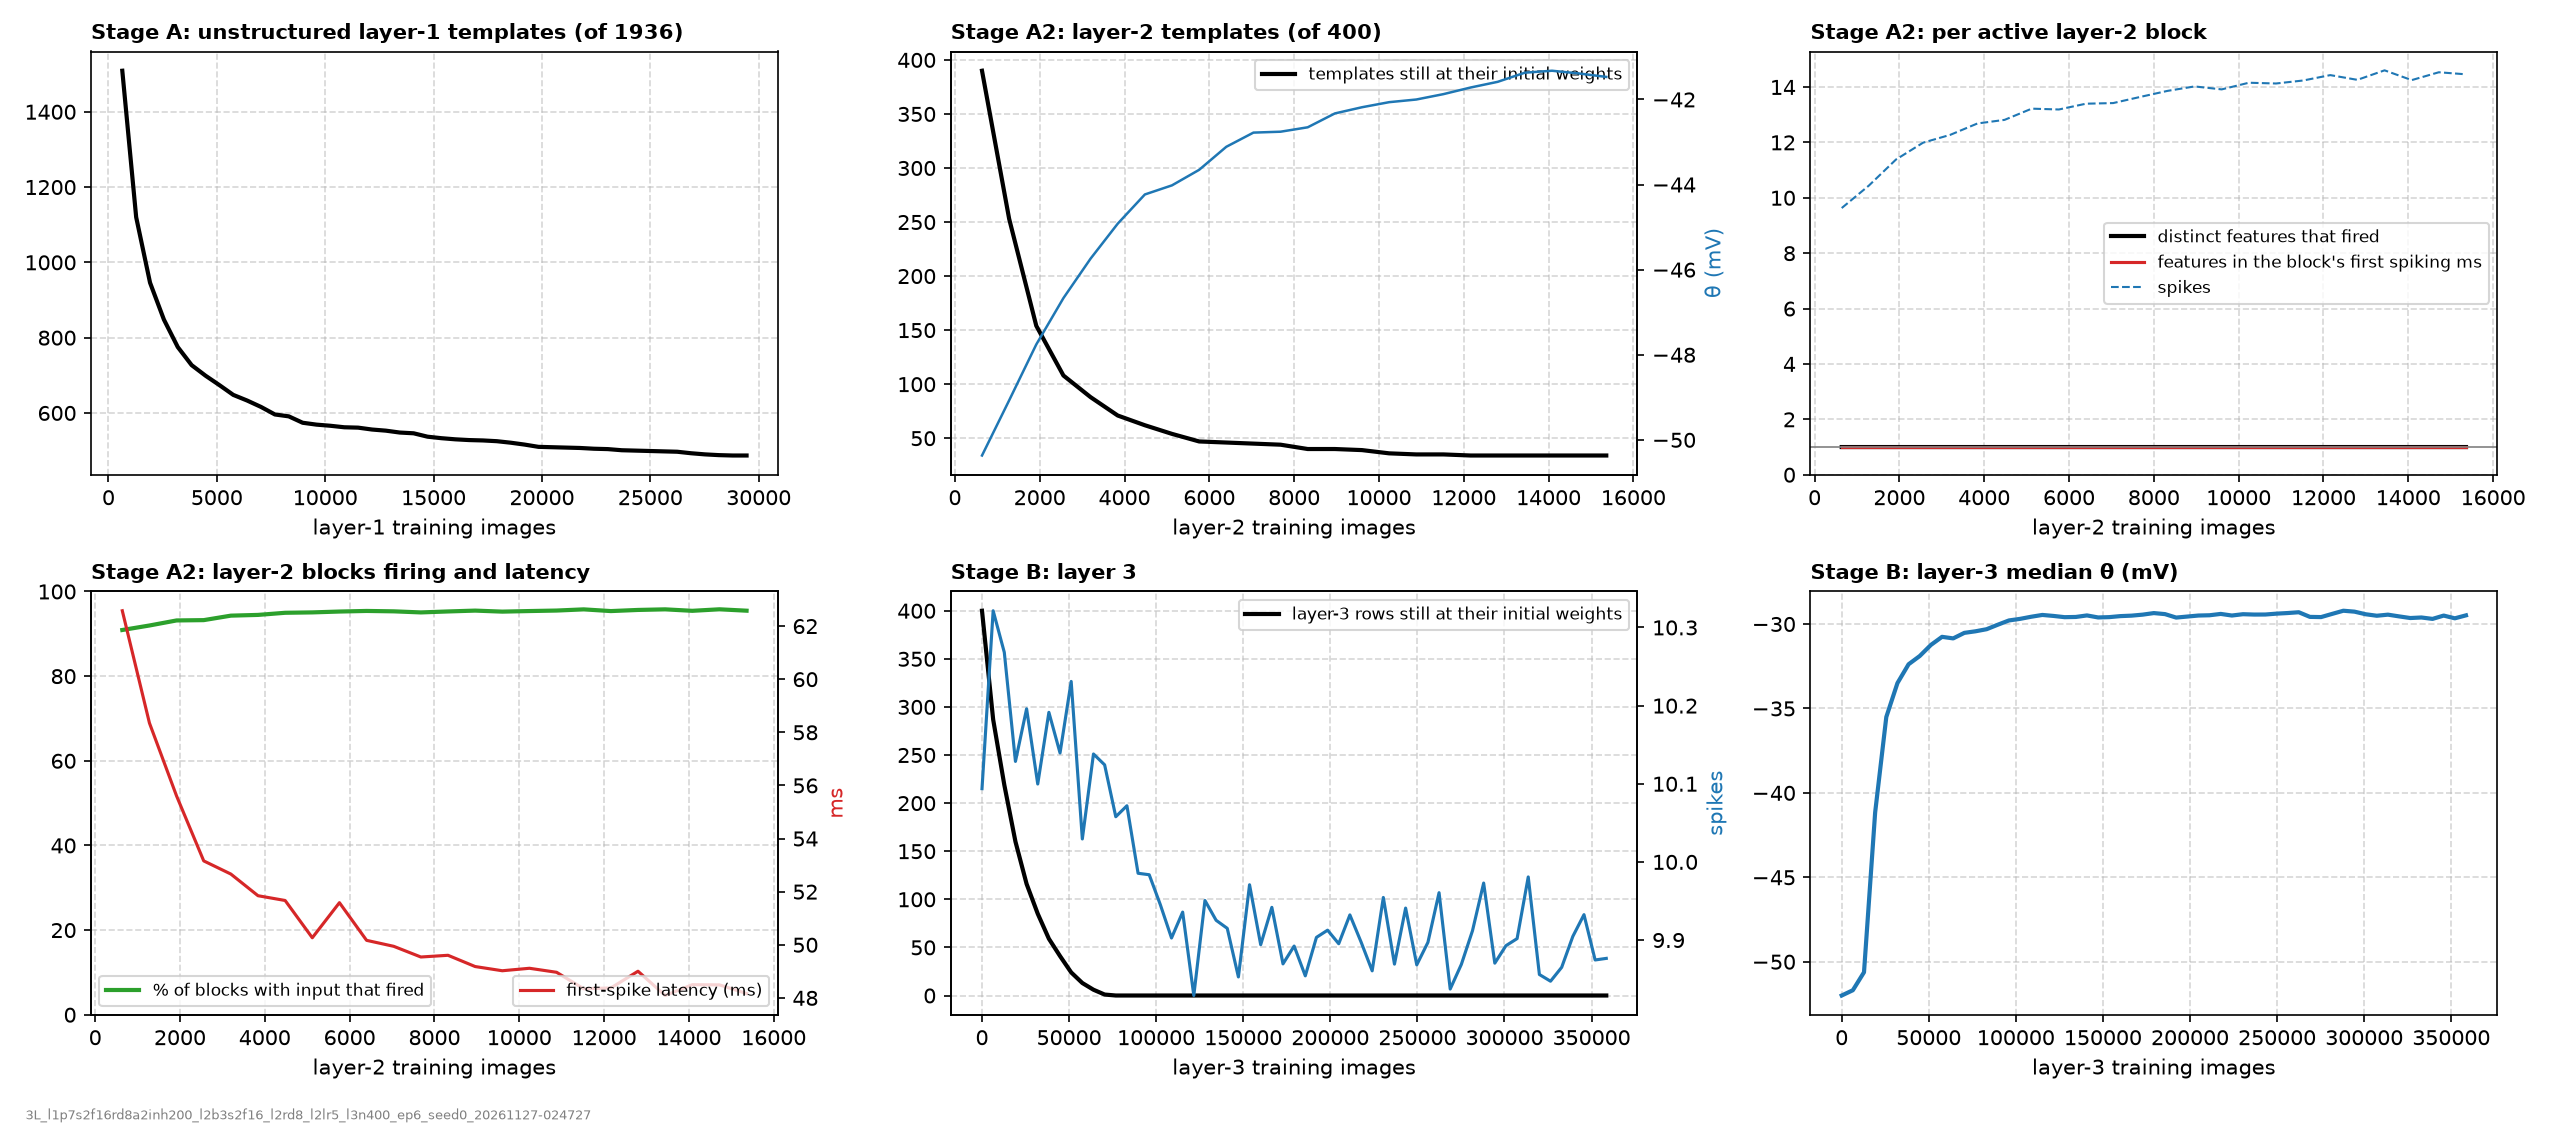 Stage A: unstructured layer-1 templates (of 1936)
1400
1200
1000
800
600
0 5000 10000 15000 20000 25000 30000
layer-1 training images
Stage A2: layer-2 templates (of 400)
templates still at their initial weights
400
350
300
250
200
150
100
50
−42
−44
−46
−48
−50
θ (mV)
0 2000 4000 6000 8000 10000 12000 14000 16000
layer-2 training images
Stage A2: per active layer-2 block
14
12
10
8
6
4
2
0
distinct features that fired
features in the block's first spiking ms
spikes
0 2000 4000 6000 8000 10000 12000 14000 16000
layer-2 training images
Stage A2: layer-2 blocks firing and latency
100
80
60
40
20
0
62
60
58
56
54
52
50
48
ms
% of blocks with input that fired
first-spike latency (ms)
0 2000 4000 6000 8000 10000 12000 14000 16000
layer-2 training images
Stage B: layer 3
layer-3 rows still at their initial weights
400
350
300
250
200
150
100
50
0
10.3
10.2
10.1
10.0
9.9
spikes
0 50000 100000 150000 200000 250000 300000 350000
layer-3 training images
Stage B: layer-3 median θ (mV)
−30
−35
−40
−45
−50
0 50000 100000 150000 200000 250000 300000 350000
layer-3 training images
3L_l1p7s2f16rd8a2inh200_l2b3s2f16_l2rd8_l2lr5_l3n400_ep6_seed0_20261127-024727